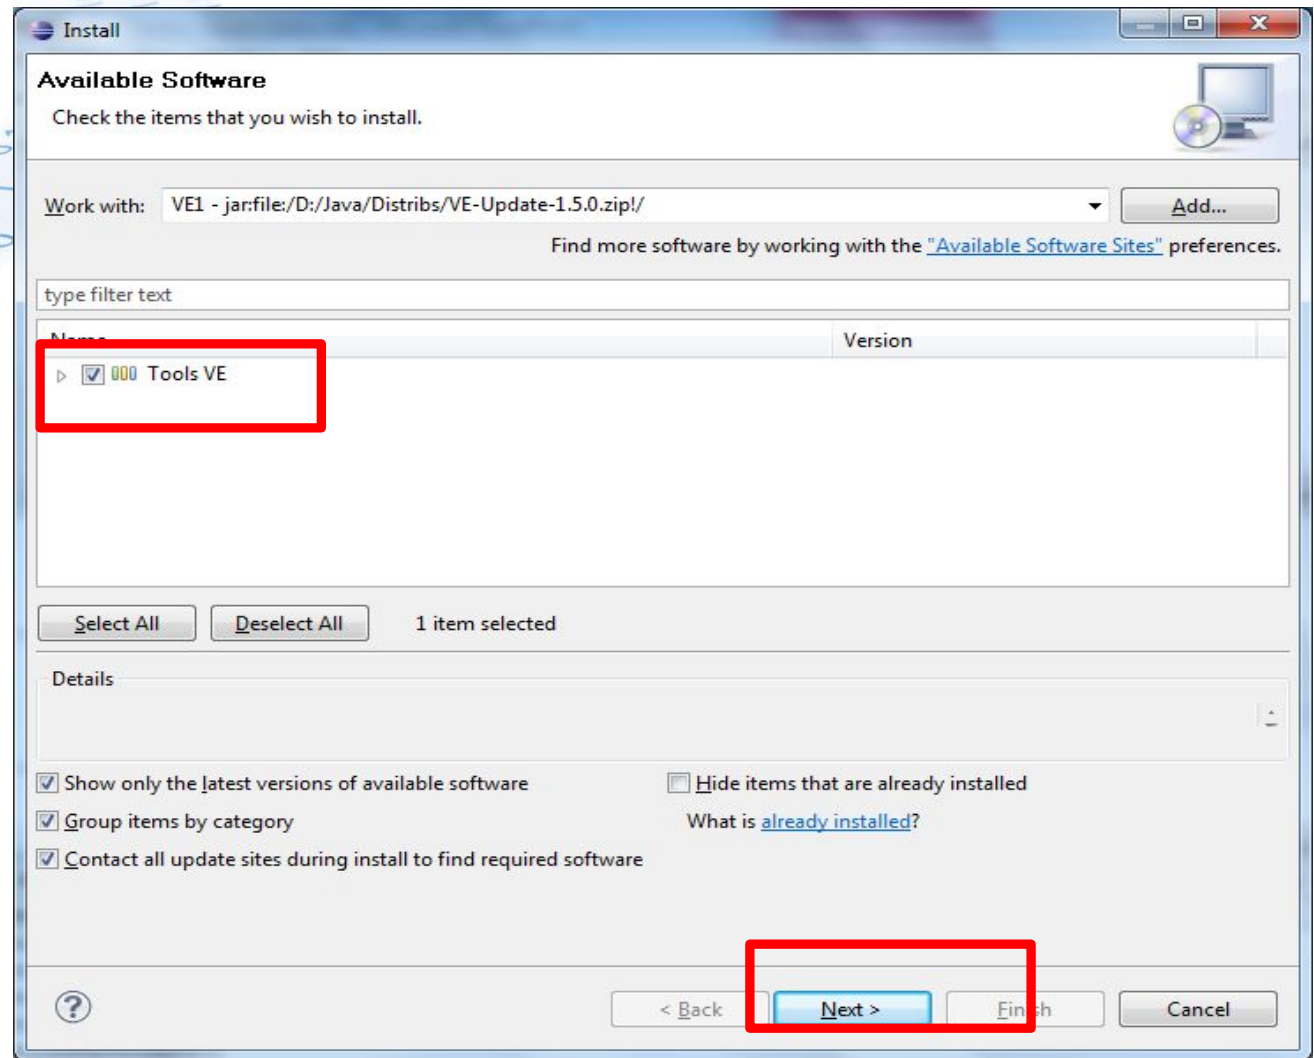 Install
Available Software
Check the items that you wish to install.
Work with: VE1 - jar:file:/D:/Java/Distribs/VE-Update-1.5.0.zip!/ Add...
Find more software by working with the "Available Software Sites" preferences.
type filter text
Name Version
Tools VE
Select All Deselect All 1 item selected
Details
Show only the latest versions of available software Hide items that are already installed
Group items by category What is already installed?
Contact all update sites during install to find required software
< Back Next > Finish Cancel